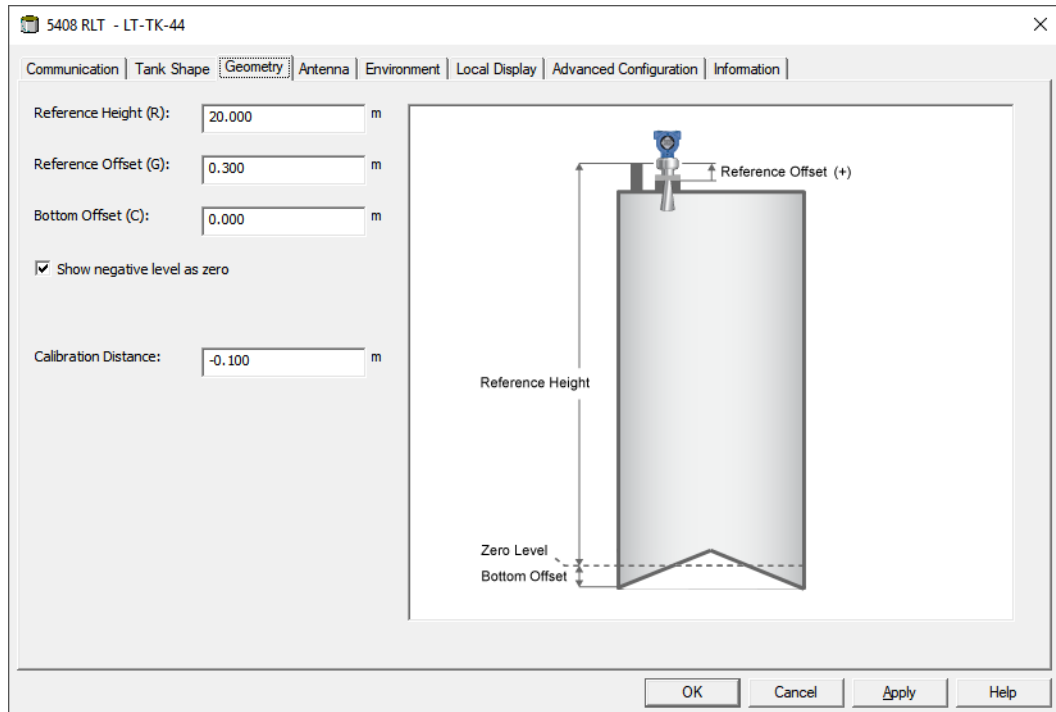 5408 RLT - LT-TK-44
Communication Tank Shape Geometry Antenna Environment Local Display Advanced Configuration Information
Reference Height (R): 20.000 m
Reference Offset (G): 0.300 m
Bottom Offset (C): 0.000 m
Show negative level as zero
Calibration Distance: -0.100 m
Reference Offset (+)
Reference Height
Zero Level
Bottom Offset
OK Cancel Apply Help